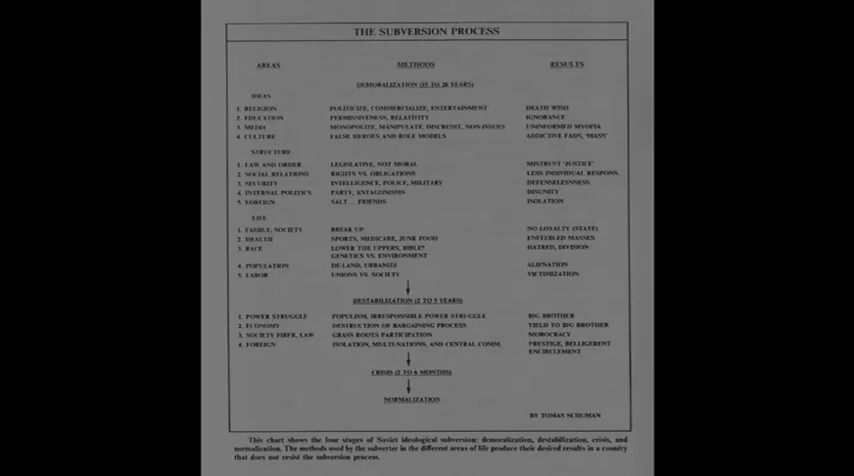 THE SUBVERSION PROCESS
AREAS METHODS RESULTS
DEMORALIZATION (15 TO 20 YEARS)
IDEAS
1. RELIGION POLITICIZE, COMMERCIALIZE, ENTERTAINMENT DEATH WISH
2. EDUCATION PERMISSIVENESS, RELATIVITY IGNORANCE
3. MEDIA MONOPOLIZE, MANIPULATE, DISCREDIT, NON-ISSUES UNINFORMED MYOPIA
4. CULTURE FALSE HEROES AND ROLE MODELS ADDICTIVE FADS, 'MASS'
STRUCTURE
1. LAW AND ORDER LEGISLATIVE, NOT MORAL MISTRUST 'JUSTICE'
2. SOCIAL RELATIONS RIGHTS VS. OBLIGATIONS LESS INDIVIDUAL RESPONS.
3. SECURITY INTELLIGENCE, POLICE, MILITARY DEFENSELESSNESS
4. INTERNAL POLITICS PARTY, ANTAGONISMS DISUNITY
5. FOREIGN SALT... FRIENDS ISOLATION
LIFE
1. FAMILY, SOCIETY BREAK UP NO LOYALTY (STATE)
2. HEALTH SPORTS, MEDICARE, JUNK FOOD ENFEEBLED MASSES
3. RACE LOWER THE UPPERS, BIBLE? HATRED, DIVISION
GENETICS VS. ENVIRONMENT
4. POPULATION DE-LAND, URBANIZE ALIENATION
5. LABOR UNIONS VS. SOCIETY VICTIMIZATION
DESTABILIZATION (2 TO 5 YEARS)
1. POWER STRUGGLE POPULISM, IRRESPONSIBLE POWER STRUGGLE BIG BROTHER
2. ECONOMY DESTRUCTION OF BARGAINING PROCESS YIELD TO BIG BROTHER
3. SOCIETY FIBER, LAW GRASS ROOTS PARTICIPATION MOBOCRACY
4. FOREIGN ISOLATION, MULTI-NATIONS, AND CENTRAL COMM. PRESTIGE, BELLIGERENT
ENCIRCLEMENT
CRISIS (2 TO 6 MONTHS)
NORMALIZATION
BY TOMAS SCHUMAN
This chart shows the four stages of Soviet ideological subversion: demoralization, destabilization, crisis, and
normalization. The methods used by the subverter in the different areas of life produce their desired results in a country
that does not resist the subversion process.